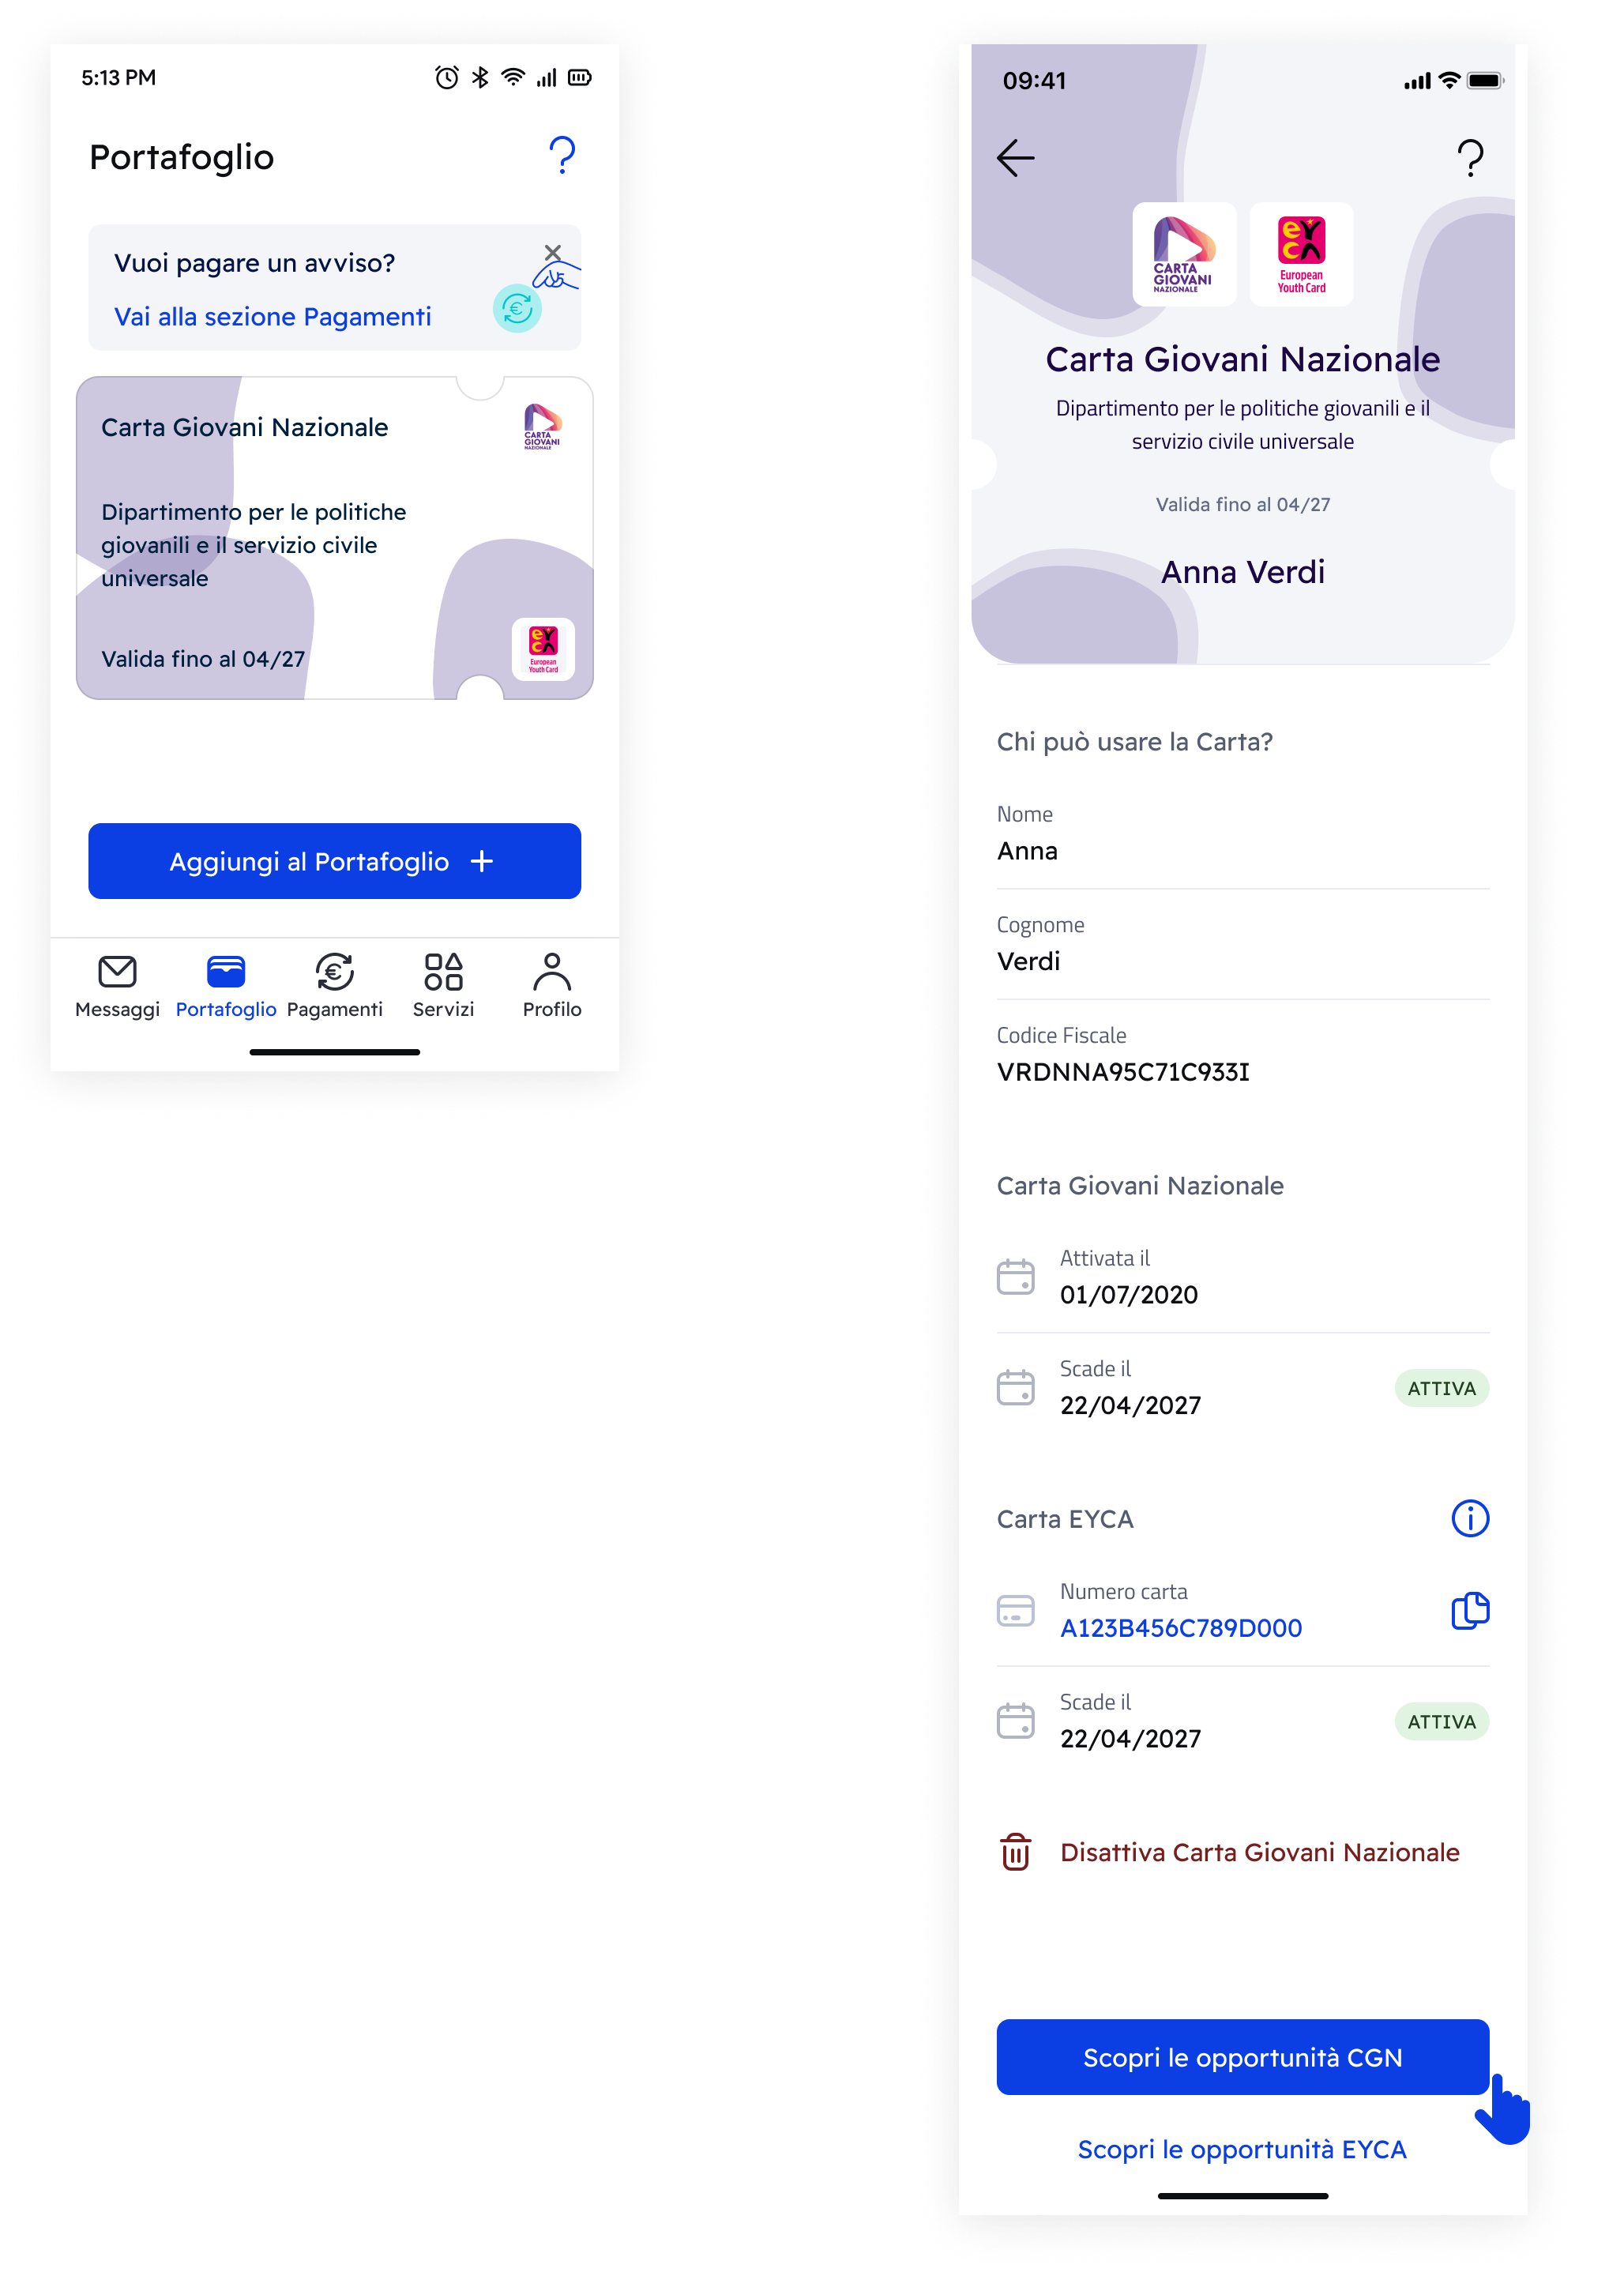 5:13 PM
Portafoglio
Vuoi pagare un avviso?
Vai alla sezione Pagamenti
Carta Giovani Nazionale
CARTA
GIOVANI
NAZIONALE
Dipartimento per le politiche
giovanili e il servizio civile
universale
Valida fino al 04/27
EYCA
European
Youth Card
Aggiungi al Portafoglio
Messaggi Portafoglio Pagamenti Servizi Profilo
09:41
CARTA
GIOVANI
NAZIONALE
EYCA
European
Youth Card
Carta Giovani Nazionale
Dipartimento per le politiche giovanili e il
servizio civile universale
Valida fino al 04/27
Anna Verdi
Chi può usare la Carta?
Nome
Anna
Cognome
Verdi
Codice Fiscale
VRDNNA95C71C933I
Carta Giovani Nazionale
Attivata il
01/07/2020
Scade il
22/04/2027
ATTIVA
Carta EYCA
Numero carta
A123B456C789D000
Scade il
22/04/2027
ATTIVA
Disattiva Carta Giovani Nazionale
Scopri le opportunità CGN
Scopri le opportunità EYCA